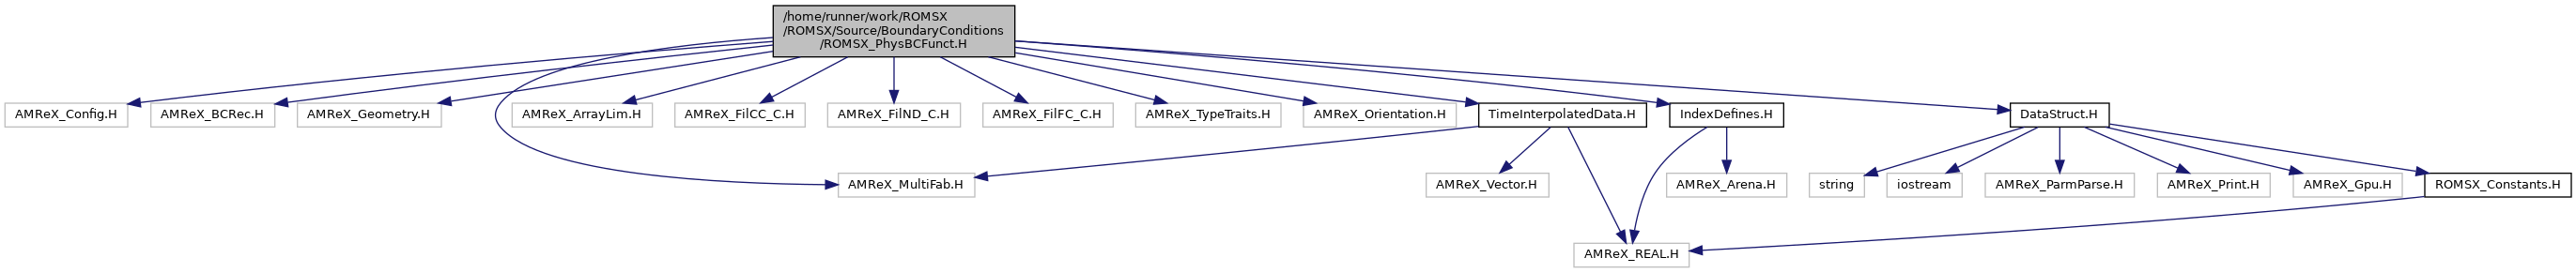 /home/runner/work/ROMSX
/ROMSX/Source/BoundaryConditions
/ROMSX_PhysBCFunct.H
AMReX_Config.H
AMReX_BCRec.H
AMReX_Geometry.H
AMReX_ArrayLim.H
AMReX_FilCC_C.H
AMReX_FilND_C.H
AMReX_FilFC_C.H
AMReX_TypeTraits.H
AMReX_Orientation.H
TimeInterpolatedData.H
IndexDefines.H
DataStruct.H
AMReX_MultiFab.H
AMReX_Vector.H
AMReX_Arena.H
string
iostream
AMReX_ParmParse.H
AMReX_Print.H
AMReX_Gpu.H
ROMSX_Constants.H
AMReX_REAL.H